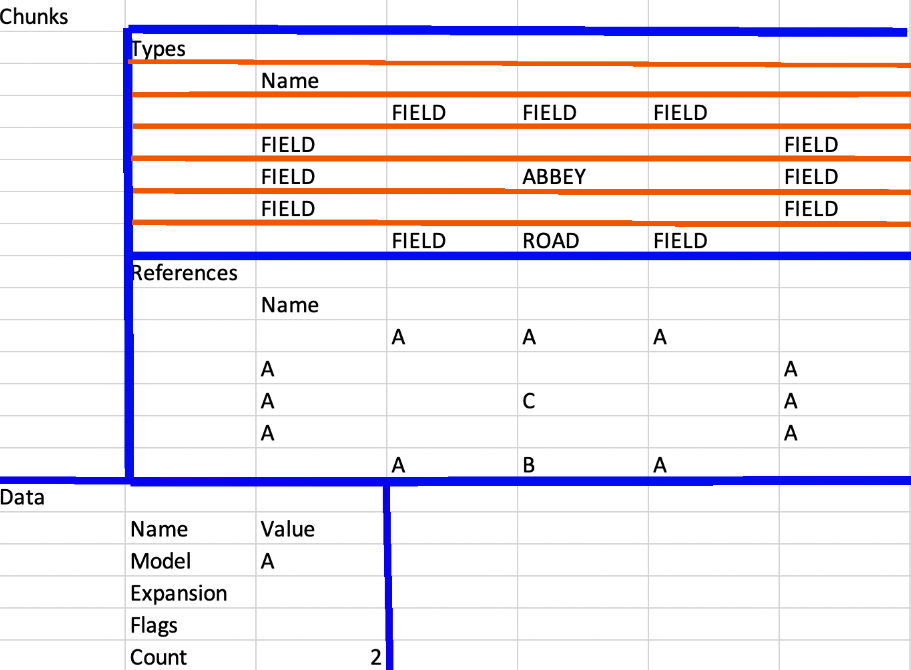 Chunks
Types
Name
FIELD FIELD FIELD
FIELD FIELD
FIELD ABBEY FIELD
FIELD FIELD
FIELD ROAD FIELD
References
Name
A A A
A A
A C A
A A
A B A
Data
Name Value
Model A
Expansion
Flags
Count 2